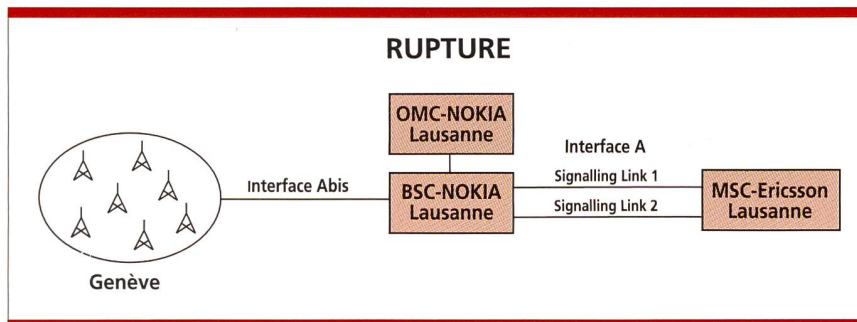 RUPTURE
OMC-NOKIA
Lausanne
Interface A
Interface Abis
BSC-NOKIA
Lausanne
Signalling Link 1
Signalling Link 2
MSC-Ericsson
Lausanne
Genève